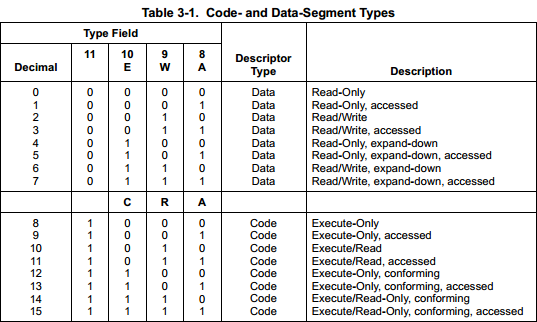 Table 3-1. Code- and Data-Segment Types
Type Field Descriptor Type Description
Decimal 11 10 E 9 W 8 A
0 0 0 0 0 Data Read-Only
1 0 0 0 1 Data Read-Only, accessed
2 0 0 1 0 Data Read/Write
3 0 0 1 1 Data Read/Write, accessed
4 0 1 0 0 Data Read-Only, expand-down
5 0 1 0 1 Data Read-Only, expand-down, accessed
6 0 1 1 0 Data Read/Write, expand-down
7 0 1 1 1 Data Read/Write, expand-down, accessed
C R A
8 1 0 0 0 Code Execute-Only
9 1 0 0 1 Code Execute-Only, accessed
10 1 0 1 0 Code Execute/Read
11 1 0 1 1 Code Execute/Read, accessed
12 1 1 0 0 Code Execute-Only, conforming
13 1 1 0 1 Code Execute-Only, conforming, accessed
14 1 1 1 0 Code Execute/Read-Only, conforming
15 1 1 1 1 Code Execute/Read-Only, conforming, accessed